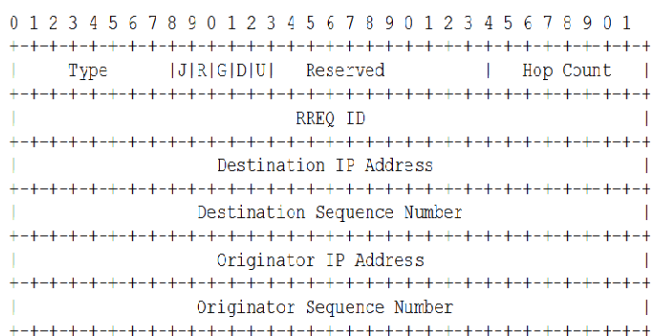 0 1 2 3 4 5 6 7 8 9 0 1 2 3 4 5 6 7 8 9 0 1 2 3 4 5 6 7 8 9 0 1
+-+-+-+-+-+-+-+-+-+-+-+-+-+-+-+-+-+-+-+-+-+-+-+-+-+-+-+-+-+-+-+-+
| Type |J|R|G|D|U| Reserved | Hop Count |
+-+-+-+-+-+-+-+-+-+-+-+-+-+-+-+-+-+-+-+-+-+-+-+-+-+-+-+-+-+-+-+-+
| RREQ ID |
+-+-+-+-+-+-+-+-+-+-+-+-+-+-+-+-+-+-+-+-+-+-+-+-+-+-+-+-+-+-+-+-+
| Destination IP Address |
+-+-+-+-+-+-+-+-+-+-+-+-+-+-+-+-+-+-+-+-+-+-+-+-+-+-+-+-+-+-+-+-+
| Destination Sequence Number |
+-+-+-+-+-+-+-+-+-+-+-+-+-+-+-+-+-+-+-+-+-+-+-+-+-+-+-+-+-+-+-+-+
| Originator IP Address |
+-+-+-+-+-+-+-+-+-+-+-+-+-+-+-+-+-+-+-+-+-+-+-+-+-+-+-+-+-+-+-+-+
| Originator Sequence Number |
+-+-+-+-+-+-+-+-+-+-+-+-+-+-+-+-+-+-+-+-+-+-+-+-+-+-+-+-+-+-+-+-+